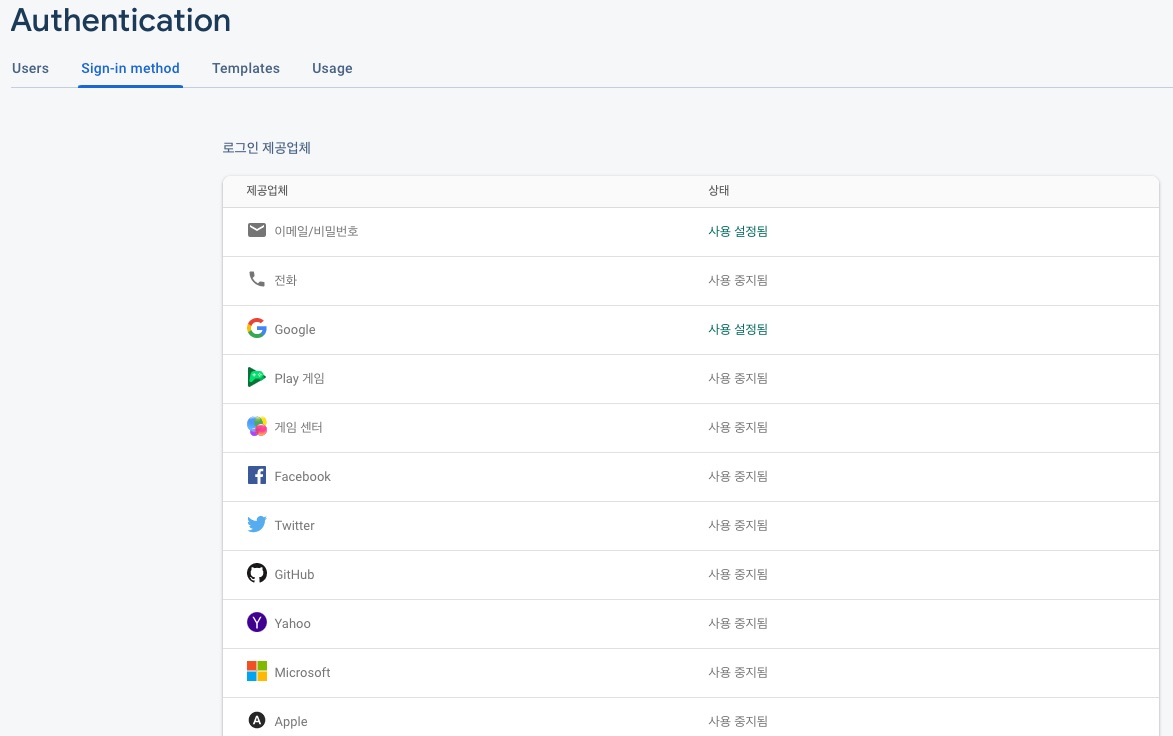 Authentication
Users Sign-in method Templates Usage
로그인 제공업체
제공업체 상태
이메일/비밀번호 사용 설정됨
전화 사용 중지됨
Google 사용 설정됨
Play 게임 사용 중지됨
게임 센터 사용 중지됨
Facebook 사용 중지됨
Twitter 사용 중지됨
GitHub 사용 중지됨
Yahoo 사용 중지됨
Microsoft 사용 중지됨
Apple 사용 중지됨